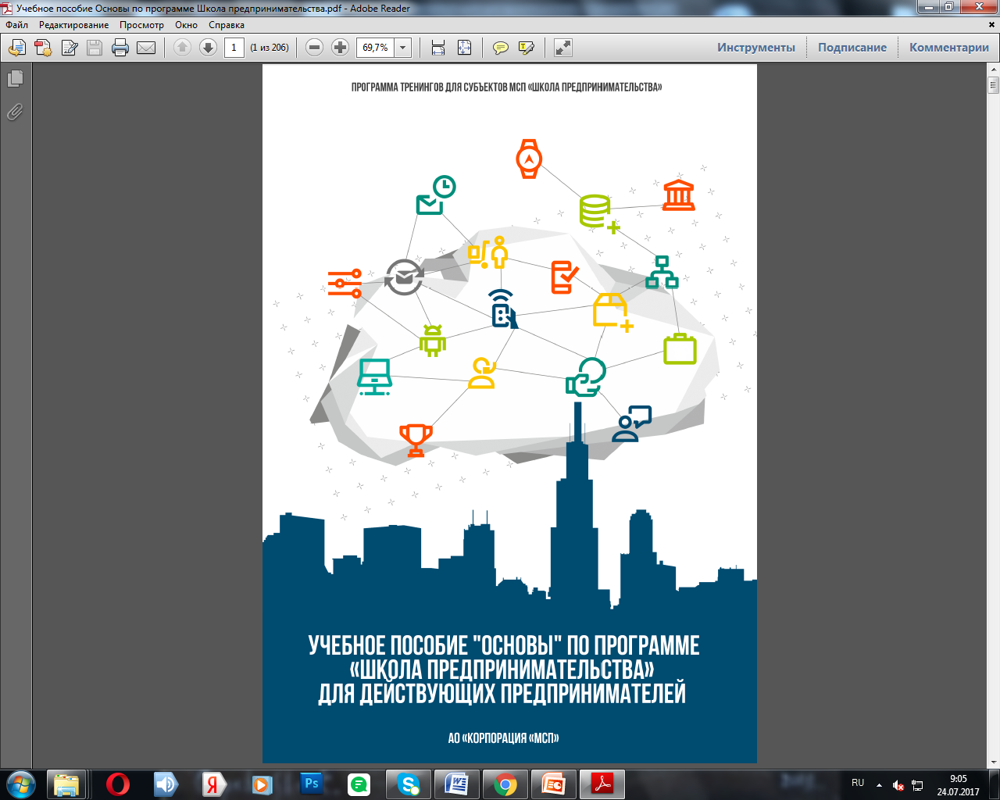 Учебное пособие Основы по программе Школа предпринимательства.pdf - Adobe Reader
Файл Редактирование Просмотр Окно Справка
1 (1 из 206) 69,7% Инструменты Подписание Комментарии
ПРОГРАММА ТРЕНИНГОВ ДЛЯ СУБЪЕКТОВ МСП «ШКОЛА ПРЕДПРИНИМАТЕЛЬСТВА»
УЧЕБНОЕ ПОСОБИЕ "ОСНОВЫ" ПО ПРОГРАММЕ
«ШКОЛА ПРЕДПРИНИМАТЕЛЬСТВА»
ДЛЯ ДЕЙСТВУЮЩИХ ПРЕДПРИНИМАТЕЛЕЙ
АО «КОРПОРАЦИЯ «МСП»
Я Ps S W P RU 9:05
24.07.2017